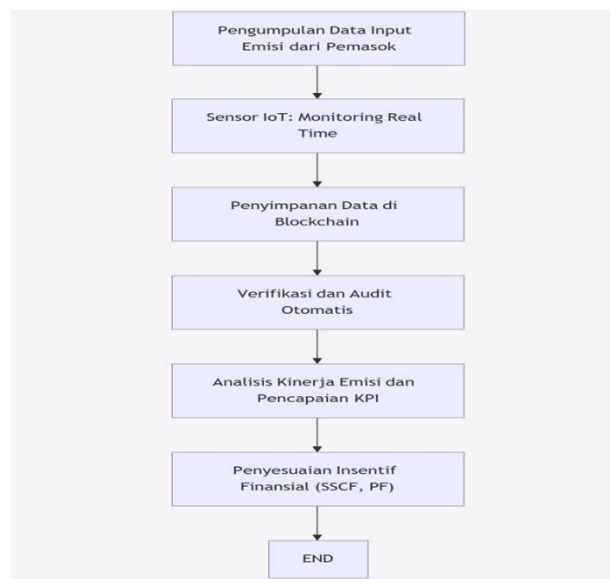 Pengumpulan Data Input
Emisi dari Pemasok
Sensor IoT: Monitoring Real
Time
Penyimpanan Data di
Blockchain
Verifikasi dan Audit
Otomatis
Analisis Kinerja Emisi dan
Pencapaian KPI
Penyesuaian Insentif
Finansial (SSCF, PF)
END